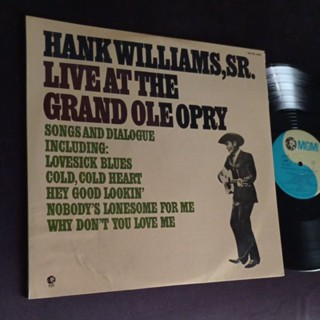 HANK WILLIAMS, SR.
LIVE AT THE
GRAND OLE OPRY
SONGS AND DIALOGUE
INCLUDING:
LOVESICK BLUES
COLD, COLD HEART
HEY GOOD LOOKIN'
NOBODY'S LONESOME FOR ME
WHY DON'T YOU LOVE ME
MGM